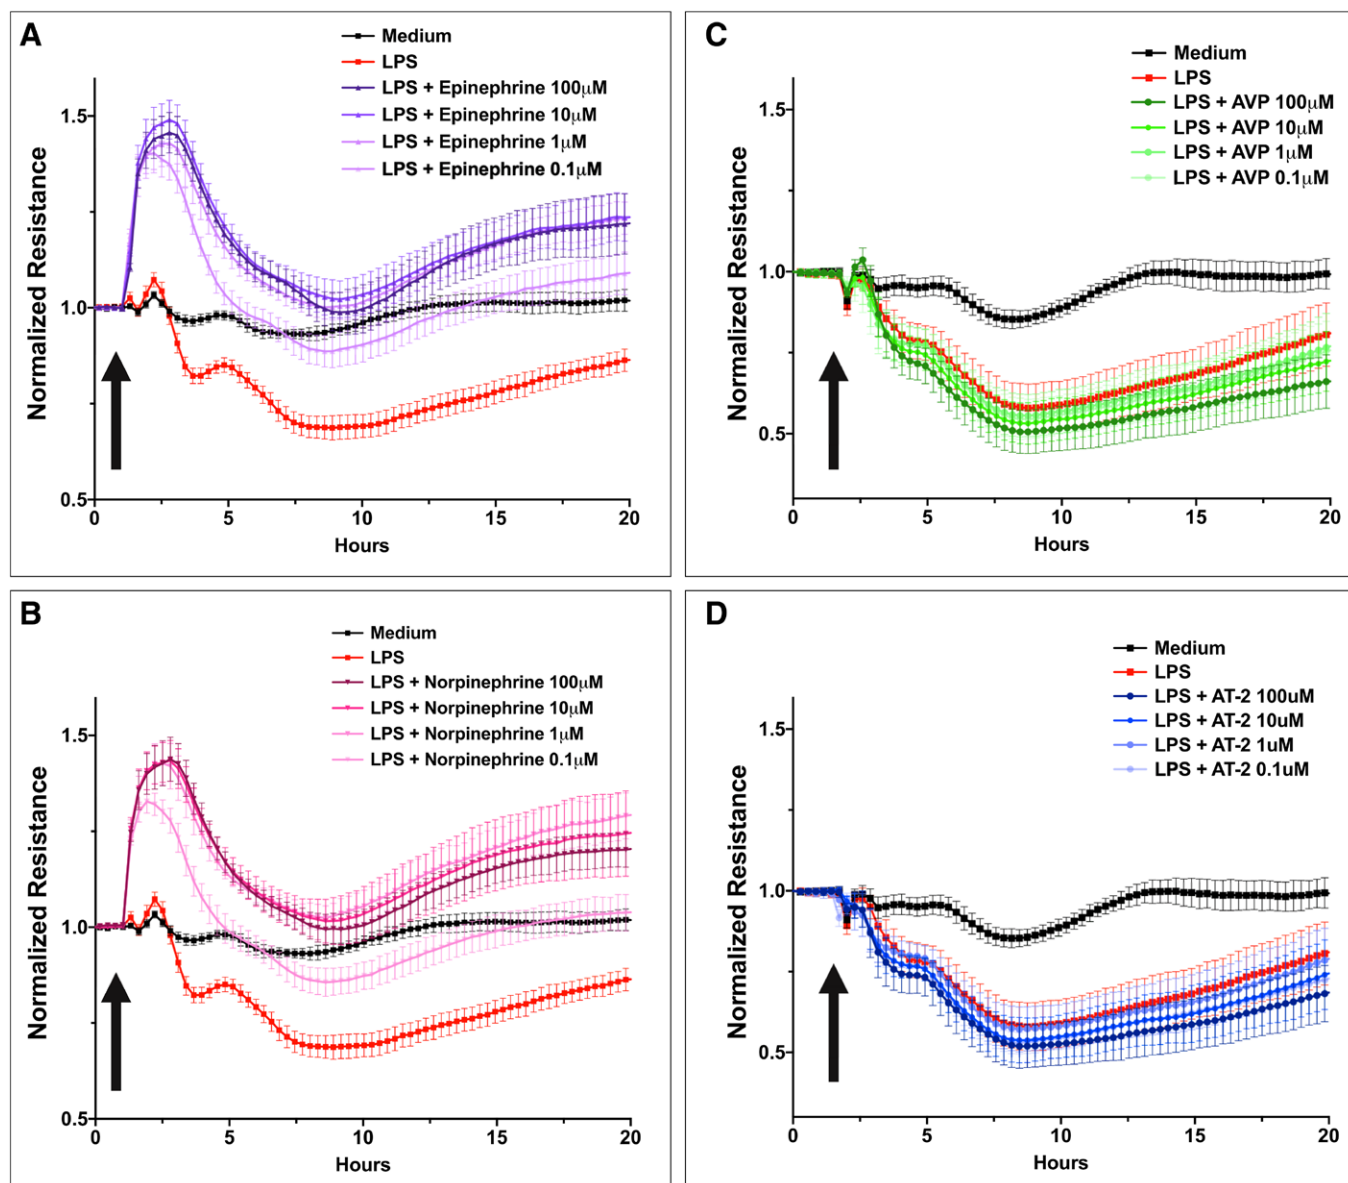 A
Medium
LPS
LPS + Epinephrine 100μM
LPS + Epinephrine 10μM
LPS + Epinephrine 1μM
LPS + Epinephrine 0.1μM
Normalized Resistance
1.5
1.0
0.5
0 5 10 15 20
Hours
C
Medium
LPS
LPS + AVP 100μM
LPS + AVP 10μM
LPS + AVP 1μM
LPS + AVP 0.1μM
Normalized Resistance
1.5
1.0
0.5
0 5 10 15 20
Hours
B
Medium
LPS
LPS + Norpinephrine 100μM
LPS + Norpinephrine 10μM
LPS + Norpinephrine 1μM
LPS + Norpinephrine 0.1μM
Normalized Resistance
1.5
1.0
0.5
0 5 10 15 20
Hours
D
Medium
LPS
LPS + AT-2 100uM
LPS + AT-2 10uM
LPS + AT-2 1uM
LPS + AT-2 0.1uM
Normalized Resistance
1.5
1.0
0.5
0 5 10 15 20
Hours